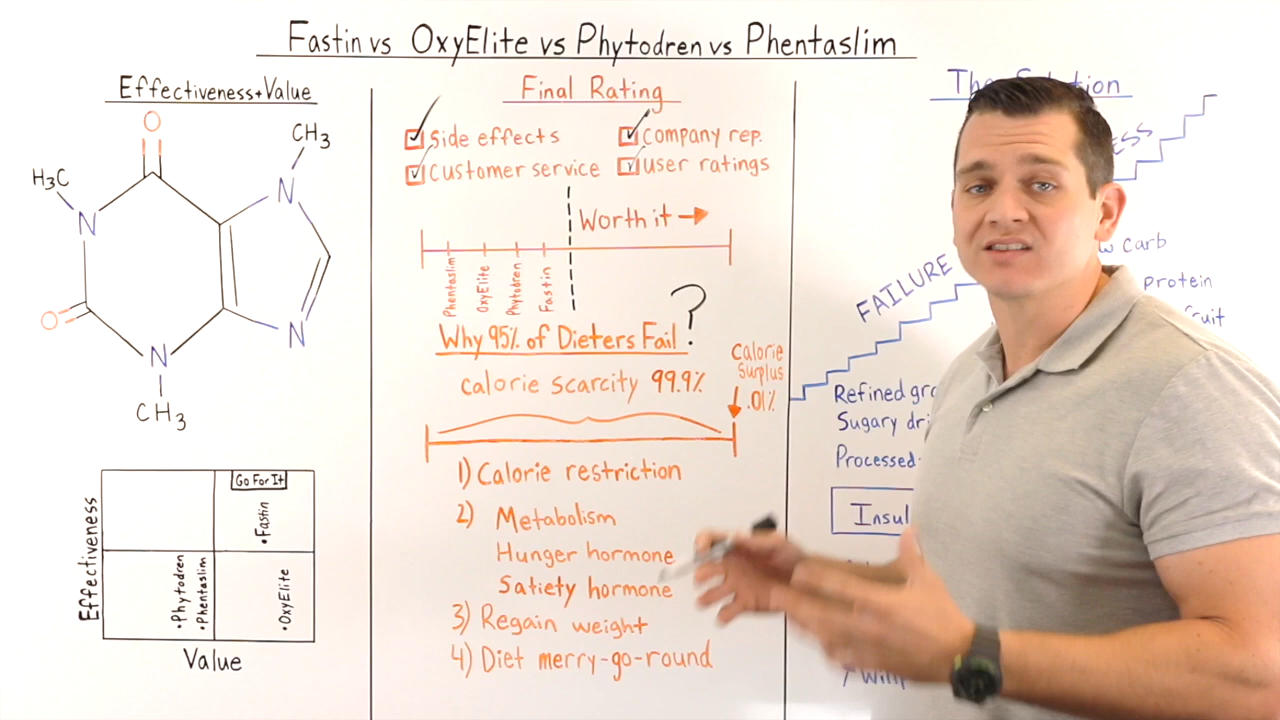 Fastin vs OxyElite vs Phytodren vs Phentaslim
Effectiveness+Value
O
CH3
H3C
N
N
O
N
N
CH3
Effectiveness
Go For It
•Fastin
•Phytodren
•Phentaslim
•OxyElite
Value
Final Rating
Side effects
Company rep.
Customer service
User ratings
Worth it →
Phentaslim
OxyElite
Phytodren
Fastin
Why 95% of Dieters Fail ?
calorie scarcity 99.9%
Calorie
Surplus
.01%
1) Calorie restriction
2) Metabolism
Hunger hormone
Satiety hormone
3) Regain weight
4) Diet merry-go-round
The Solution
FAILURE
carb
protein
Refined
Sugary
Processed